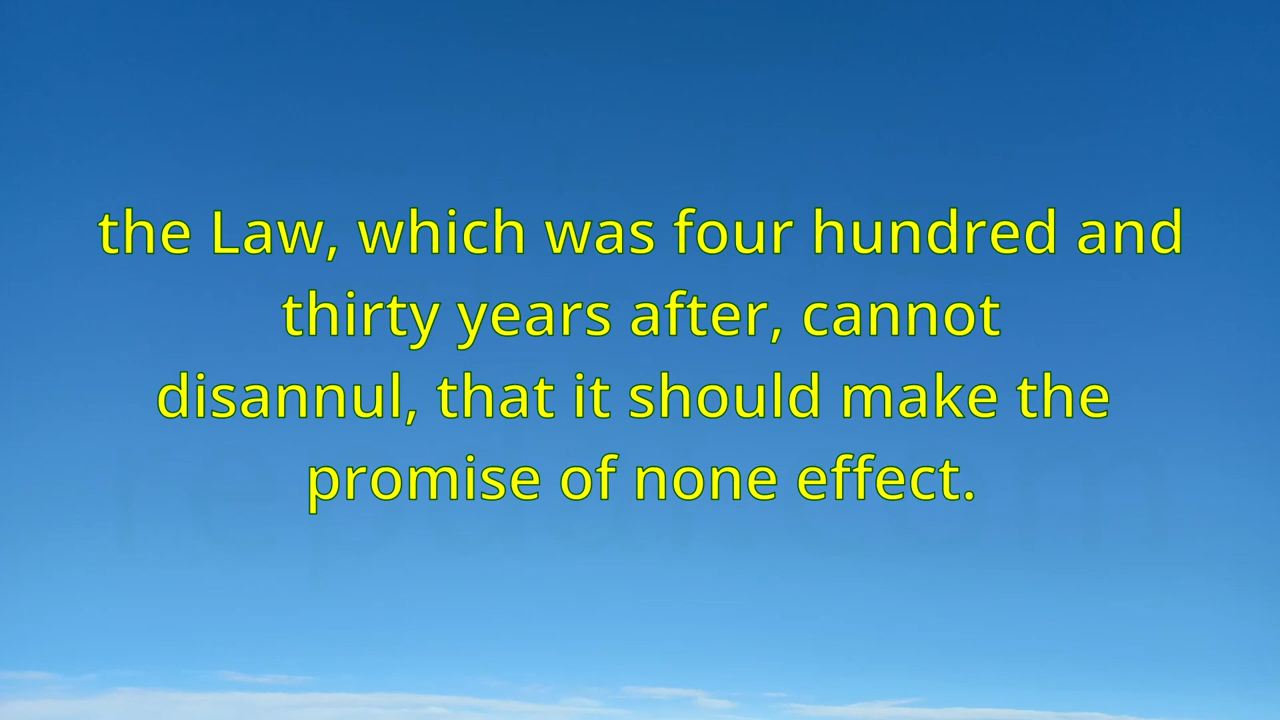 the Law, which was four hundred and
thirty years after, cannot
disannul, that it should make the
promise of none effect.